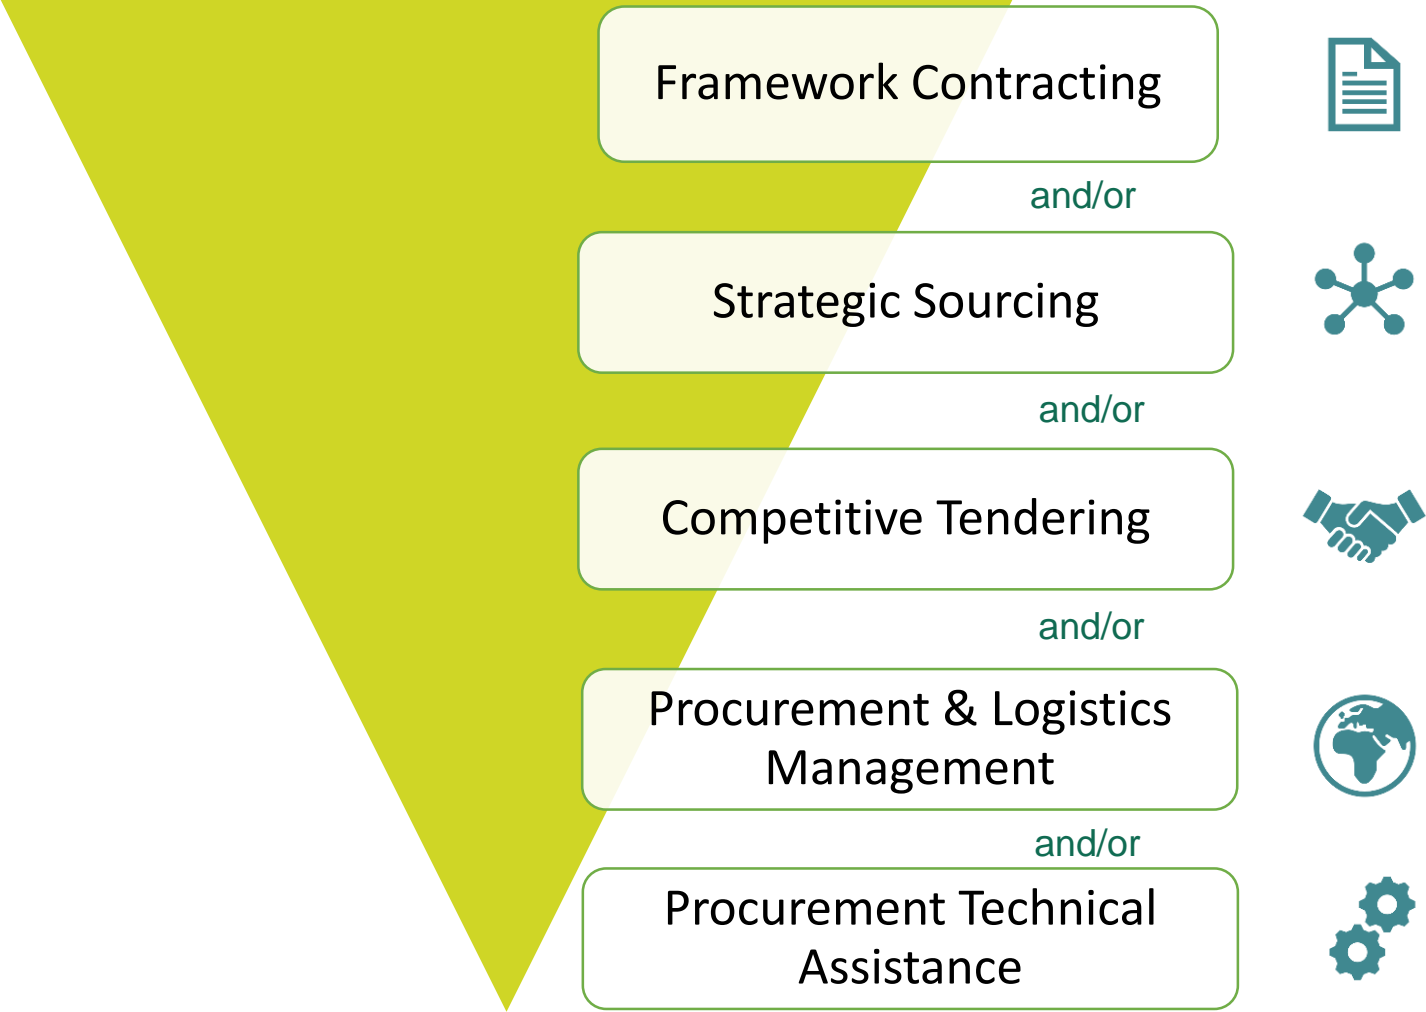 Framework Contracting
and/or
Strategic Sourcing
and/or
Competitive Tendering
and/or
Procurement & Logistics
Management
and/or
Procurement Technical
Assistance